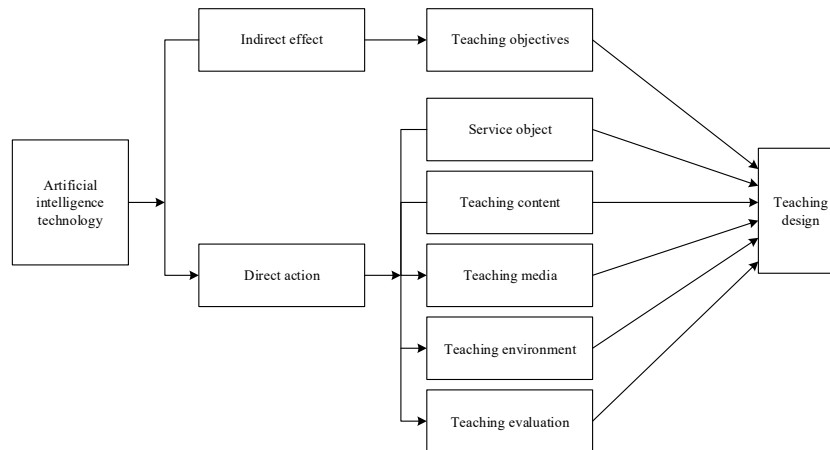 Indirect effect
Teaching objectives
Service object
Artificial
intelligence
technology
Teaching content
Teaching
design
Direct action
Teaching media
Teaching environment
Teaching evaluation